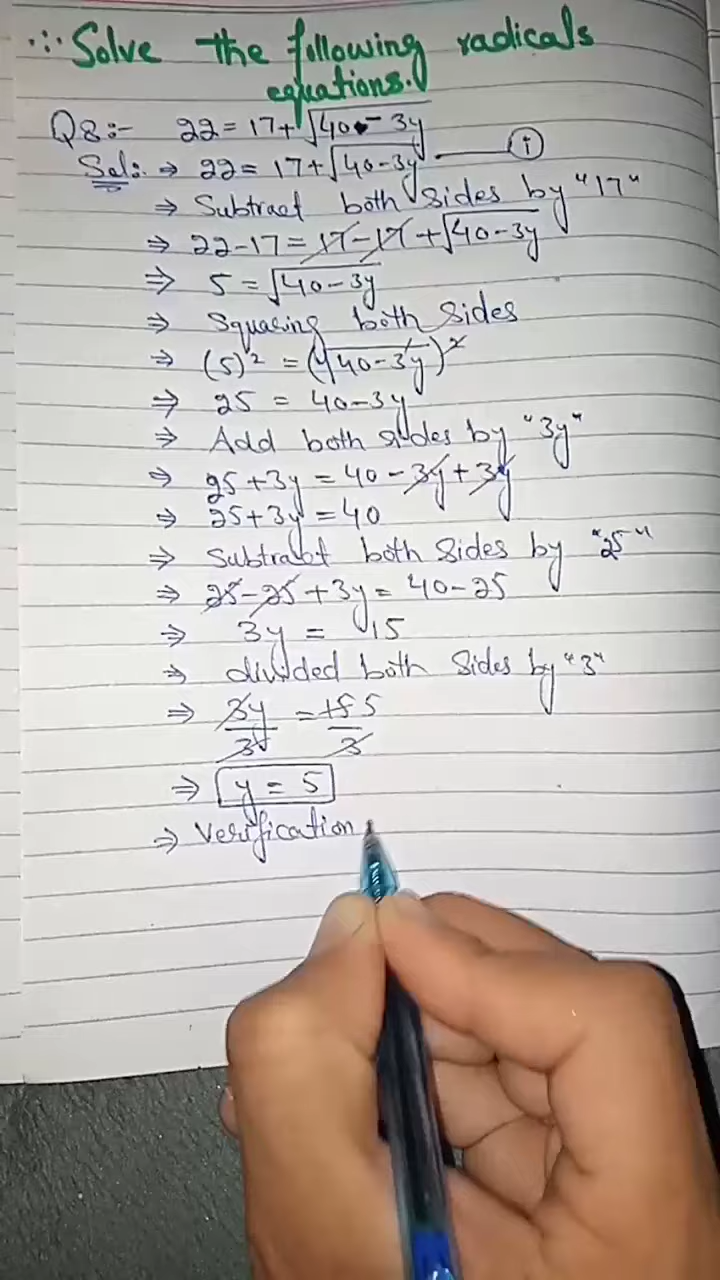 ∴ Solve the following radicals
equations.
Q8:- 22 = 17+√40 - 3y
Sol: ⇒ 22 = 17+√40-3y ——— (i)
⇒ Subtract both sides by "17"
⇒ 22-17 = 17-17 +√40-3y
⇒ 5 = √40-3y
⇒ Squaring both sides
⇒ (5)² = (√40-3y)²
⇒ 25 = 40-3y
⇒ Add both sides by "3y"
⇒ 25+3y = 40-3y+3y
⇒ 25+3y = 40
⇒ Subtract both sides by "25"
⇒ 25-25+3y = 40-25
⇒ 3y = 15
⇒ divided both sides by "3"
⇒ 3y/3 = 15 5/3
⇒ y = 5
⇒ Verification